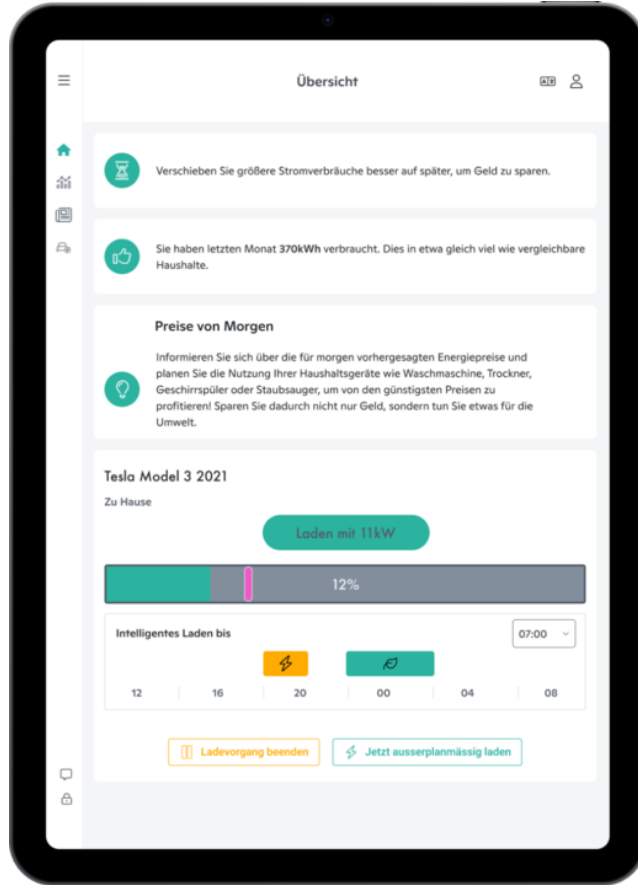 Übersicht
Verschieben Sie größere Stromverbräuche besser auf später, um Geld zu sparen.
Sie haben letzten Monat 370kWh verbraucht. Dies in etwa gleich viel wie vergleichbare
Haushalte.
Preise von Morgen
Informieren Sie sich über die für morgen vorhergesagten Energiepreise und
planen Sie die Nutzung Ihrer Haushaltsgeräte wie Waschmaschine, Trockner,
Geschirrspüler oder Staubsauger, um von den günstigsten Preisen zu
profitieren! Sparen Sie dadurch nicht nur Geld, sondern tun Sie etwas für die
Umwelt.
Tesla Model 3 2021
Zu Hause
Laden mit 11kW
12%
Intelligentes Laden bis 07:00
12 16 20 00 04 08
Ladevorgang beenden Jetzt ausserplanmässig laden